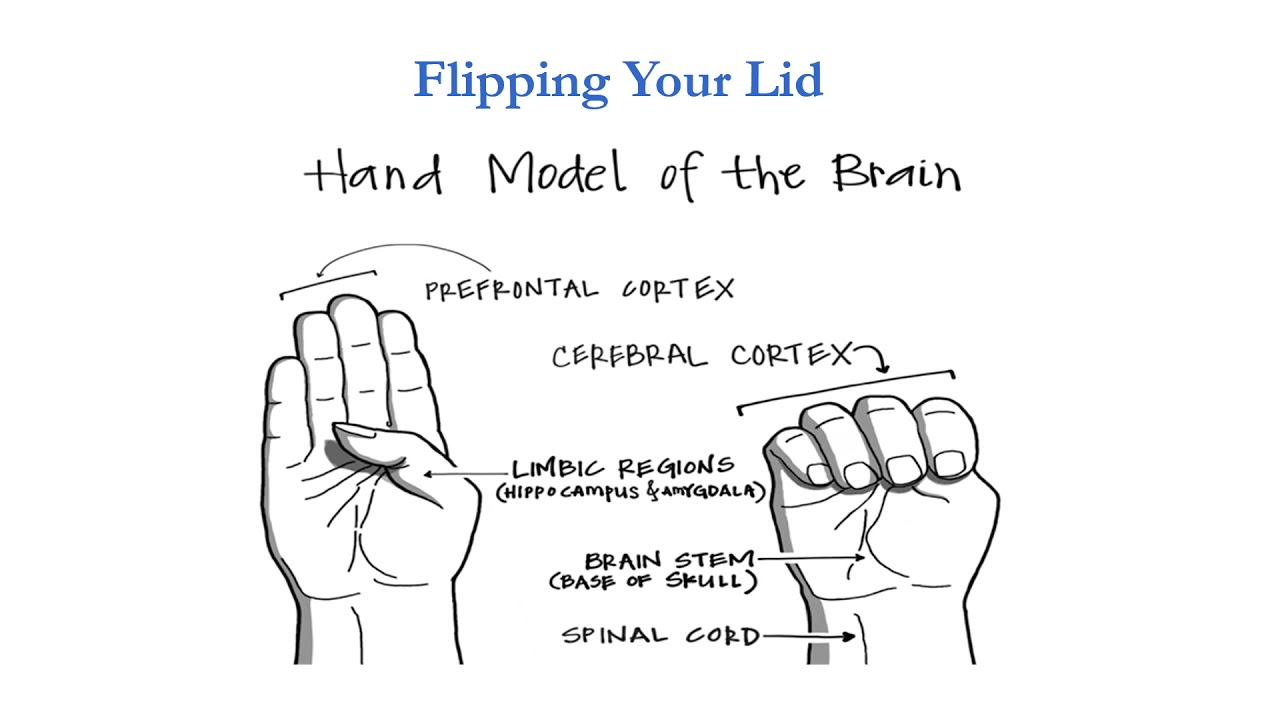 Flipping Your Lid
Hand Model of the Brain
PREFRONTAL CORTEX
CEREBRAL CORTEX
LIMBIC REGIONS
(HIPPOCAMPUS & AMYGDALA)
BRAIN STEM
(BASE OF SKULL)
SPINAL CORD